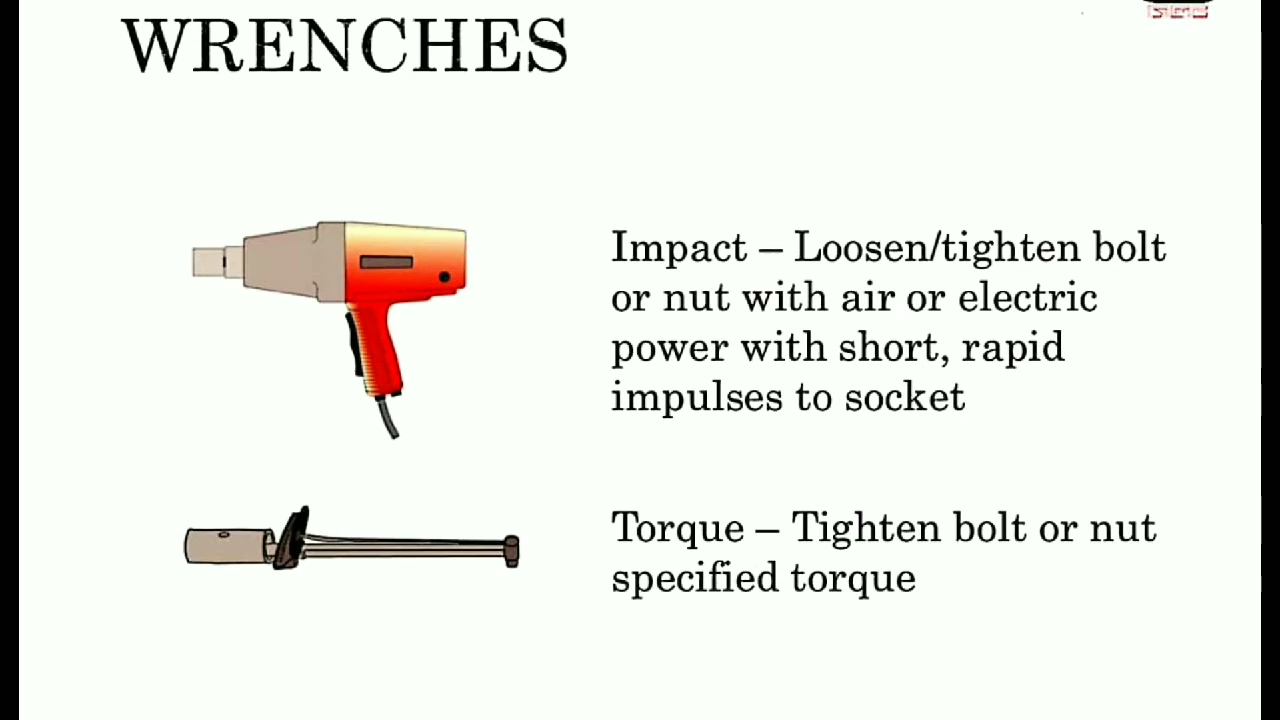 WRENCHES
Impact – Loosen/tighten bolt
or nut with air or electric
power with short, rapid
impulses to socket
Torque – Tighten bolt or nut
specified torque